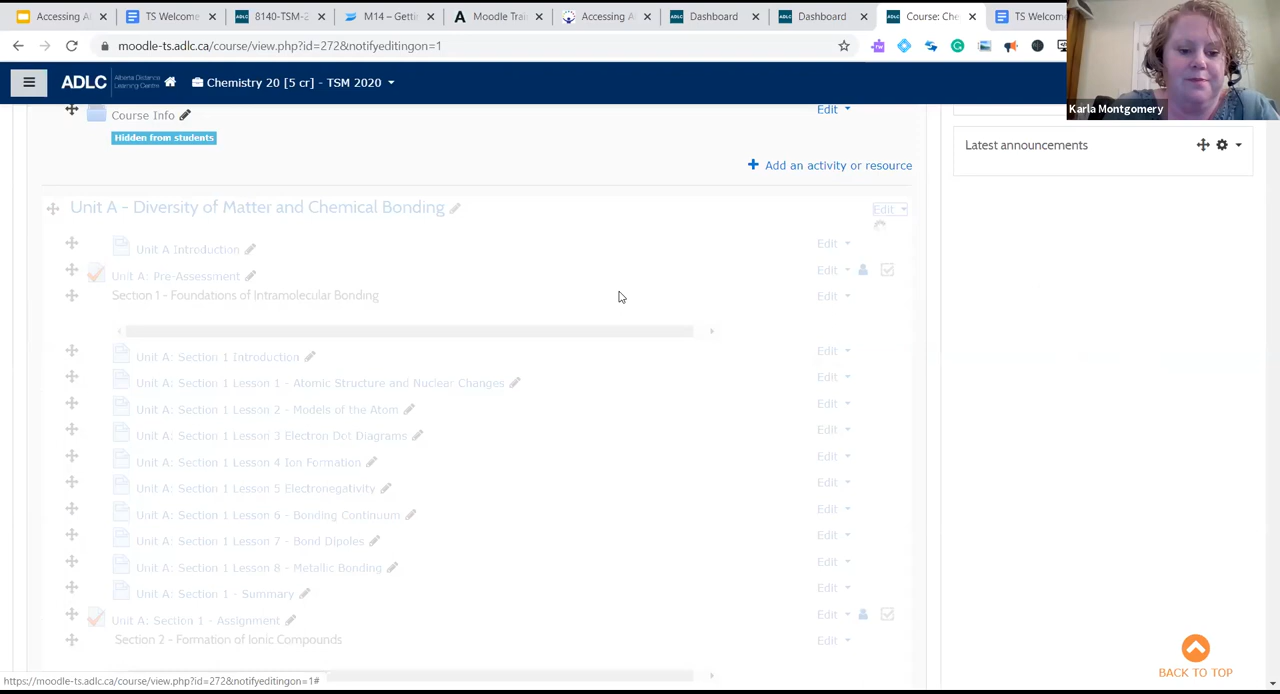 Accessing A
TS Welcome
8140-TSM-2
M14 – Getti
Moodle Trai
Accessing A
Dashboard
Dashboard
Course: Che
TS Welcom
moodle-ts.adlc.ca/course/view.php?id=272&notifyeditingon=1
ADLC Alberta Distance Learning Centre
Chemistry 20 [5 cr] - TSM 2020
Karla Montgomery
Course Info
Edit
Hidden from students
Latest announcements
Add an activity or resource
Unit A - Diversity of Matter and Chemical Bonding
Edit
Unit A Introduction
Edit
Unit A: Pre-Assessment
Edit
Section 1 - Foundations of Intramolecular Bonding
Edit
Unit A: Section 1 Introduction
Edit
Unit A: Section 1 Lesson 1 - Atomic Structure and Nuclear Changes
Edit
Unit A: Section 1 Lesson 2 - Models of the Atom
Edit
Unit A: Section 1 Lesson 3 Electron Dot Diagrams
Edit
Unit A: Section 1 Lesson 4 Ion Formation
Edit
Unit A: Section 1 Lesson 5 Electronegativity
Edit
Unit A: Section 1 Lesson 6 - Bonding Continuum
Edit
Unit A: Section 1 Lesson 7 - Bond Dipoles
Edit
Unit A: Section 1 Lesson 8 - Metallic Bonding
Edit
Unit A: Section 1 - Summary
Edit
Unit A: Section 1 - Assignment
Edit
Section 2 - Formation of Ionic Compounds
Edit
BACK TO TOP
https://moodle-ts.adlc.ca/course/view.php?id=272&notifyeditingon=1#